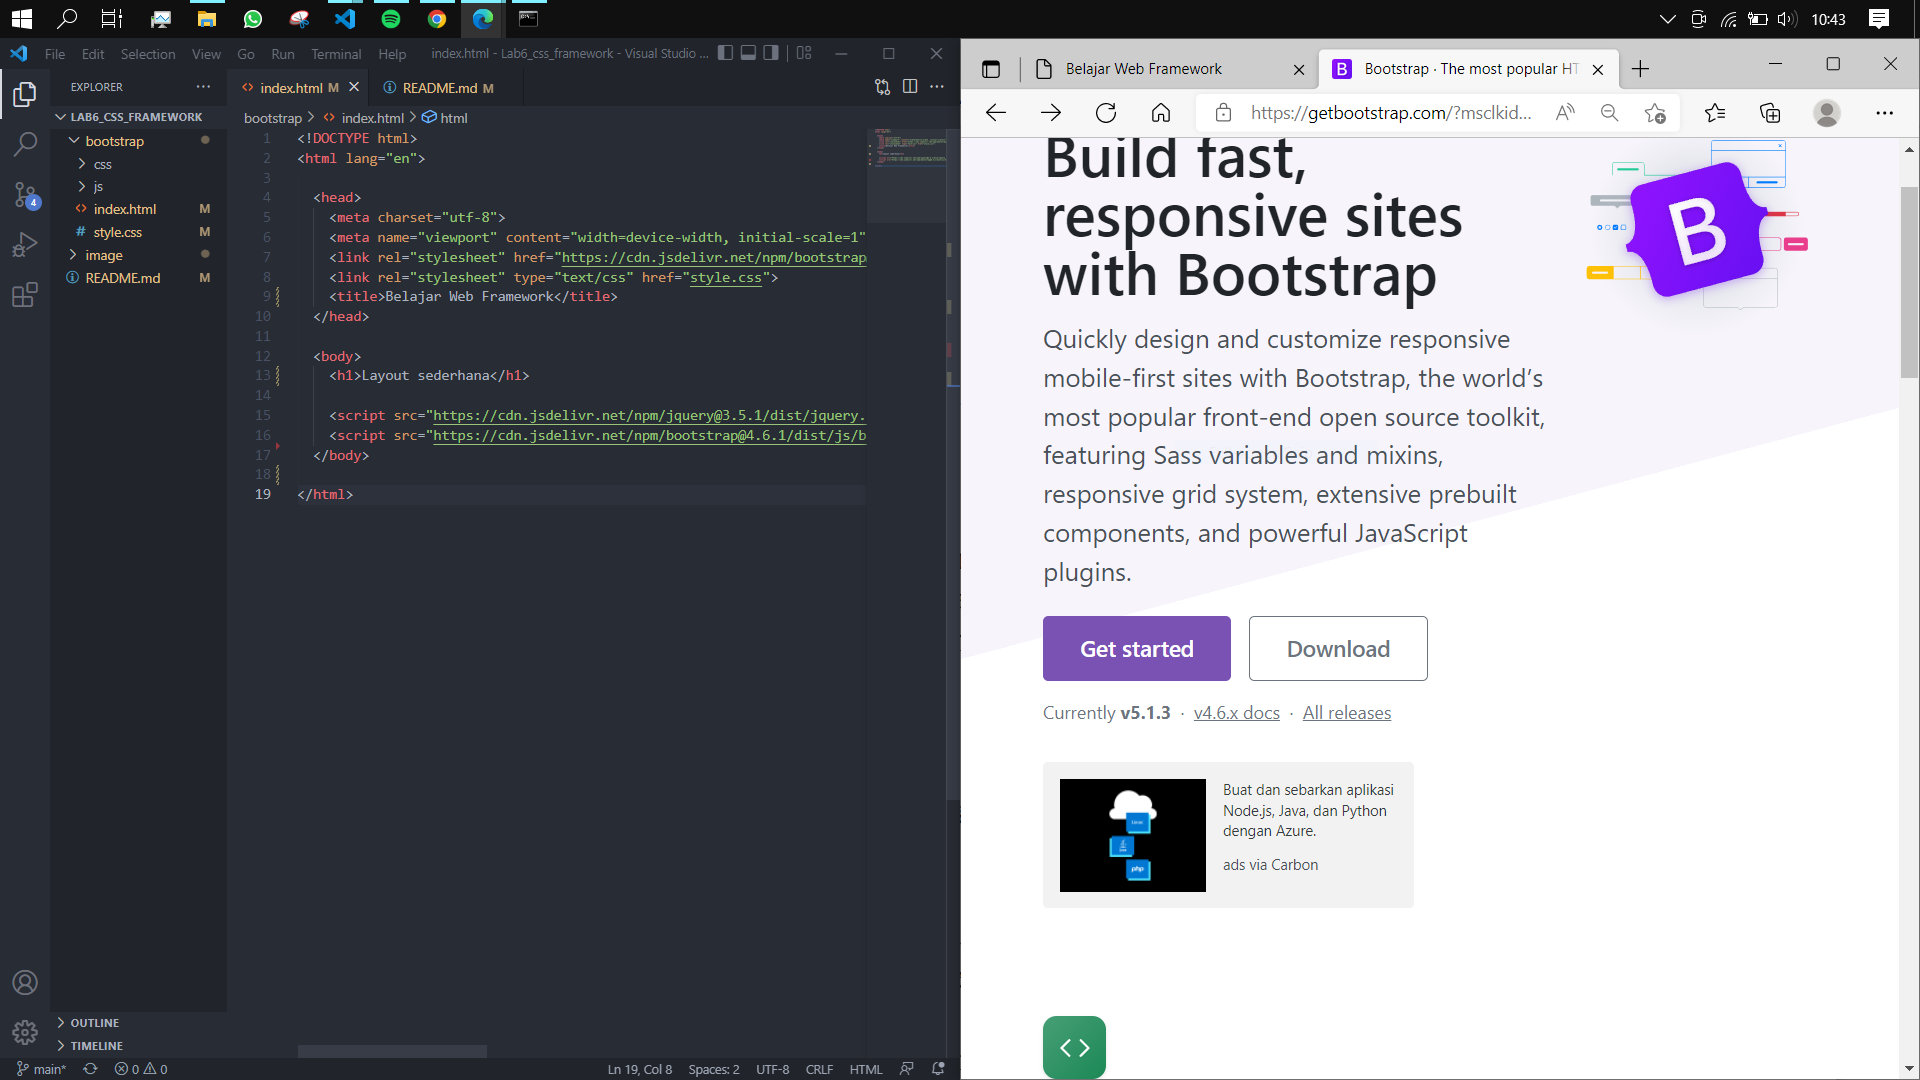 10:43
File Edit Selection View Go Run Terminal Help index.html - Lab6_css_framework - Visual Studio ...
EXPLORER
index.html M
README.md M
LAB6_CSS_FRAMEWORK
bootstrap
css
js
index.html M
style.css M
image
README.md M
OUTLINE
TIMELINE
4
bootstrap > index.html > html
1 <!DOCTYPE html>
2 <html lang="en">
3
4 <head>
5 <meta charset="utf-8">
6 <meta name="viewport" content="width=device-width, initial-scale=1"
7 <link rel="stylesheet" href="https://cdn.jsdelivr.net/npm/bootstrap
8 <link rel="stylesheet" type="text/css" href="style.css">
9 <title>Belajar Web Framework</title>
10 </head>
11
12 <body>
13 <h1>Layout sederhana</h1>
14
15 <script src="https://cdn.jsdelivr.net/npm/jquery@3.5.1/dist/jquery.
16 <script src="https://cdn.jsdelivr.net/npm/bootstrap@4.6.1/dist/js/b
17 </body>
18
19 </html>
main* 0 0 Ln 19, Col 8 Spaces: 2 UTF-8 CRLF HTML
Belajar Web Framework
Bootstrap · The most popular HT
https://getbootstrap.com/?msclkid...
Build fast,
responsive sites
with Bootstrap
B
Quickly design and customize responsive
mobile-first sites with Bootstrap, the world’s
most popular front-end open source toolkit,
featuring Sass variables and mixins,
responsive grid system, extensive prebuilt
components, and powerful JavaScript
plugins.
Get started
Download
Currently v5.1.3 · v4.6.x docs · All releases
Buat dan sebarkan aplikasi
Node.js, Java, dan Python
dengan Azure.
ads via Carbon
php